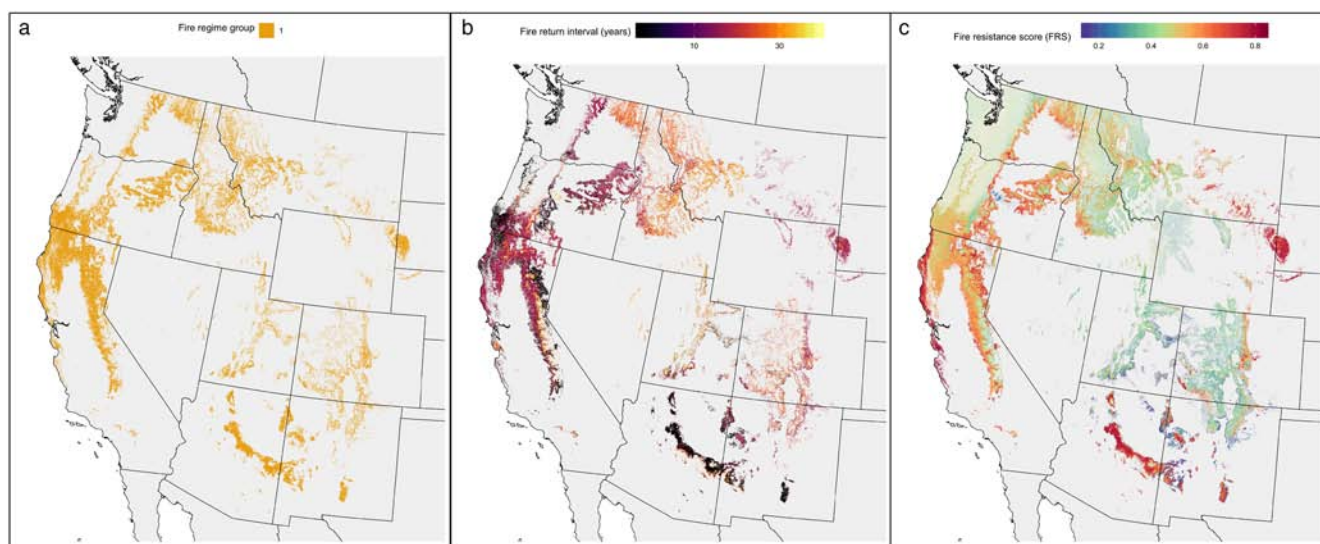 a
Fire regime group 1
b
Fire return interval (years)
10 30
c
Fire resistance score (FRS)
0.2 0.4 0.6 0.8